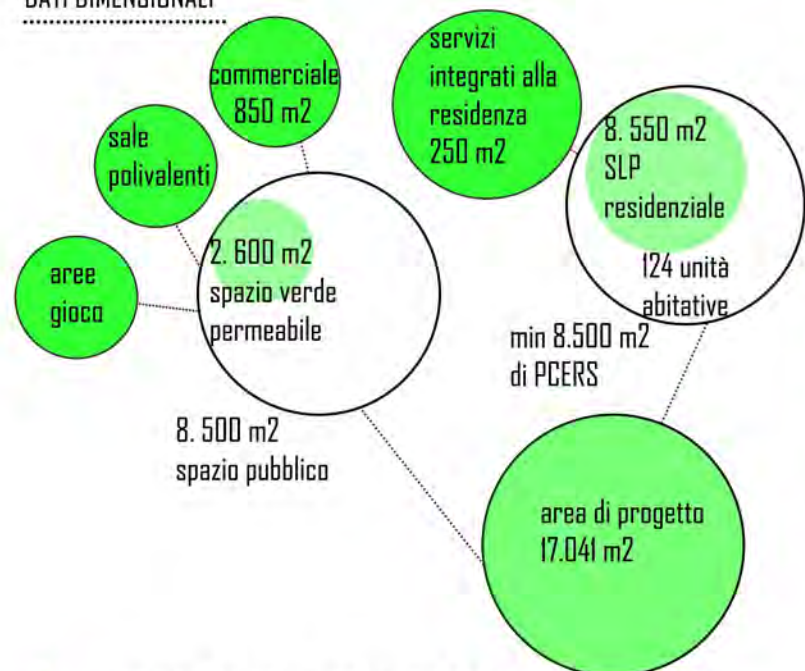 DATI DIMENSIONALI
commerciale
850 m2
servizi
integrati alla
residenza
250 m2
sale
polivalenti
8. 550 m2
SLP
residenziale
2. 600 m2
spazio verde
permeabile
aree
gioco
124 unità
abitative
min 8.500 m2
di PCERS
8. 500 m2
spazio pubblico
area di progetto
17.041 m2